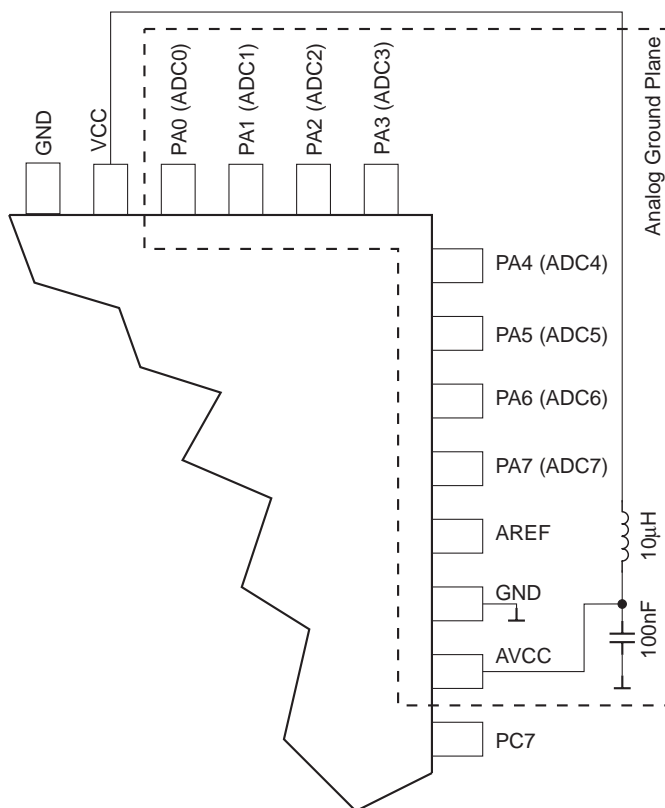 GND
VCC
PA0 (ADC0)
PA1 (ADC1)
PA2 (ADC2)
PA3 (ADC3)
Analog Ground Plane
PA4 (ADC4)
PA5 (ADC5)
PA6 (ADC6)
PA7 (ADC7)
AREF
10μH
GND
AVCC
100nF
PC7